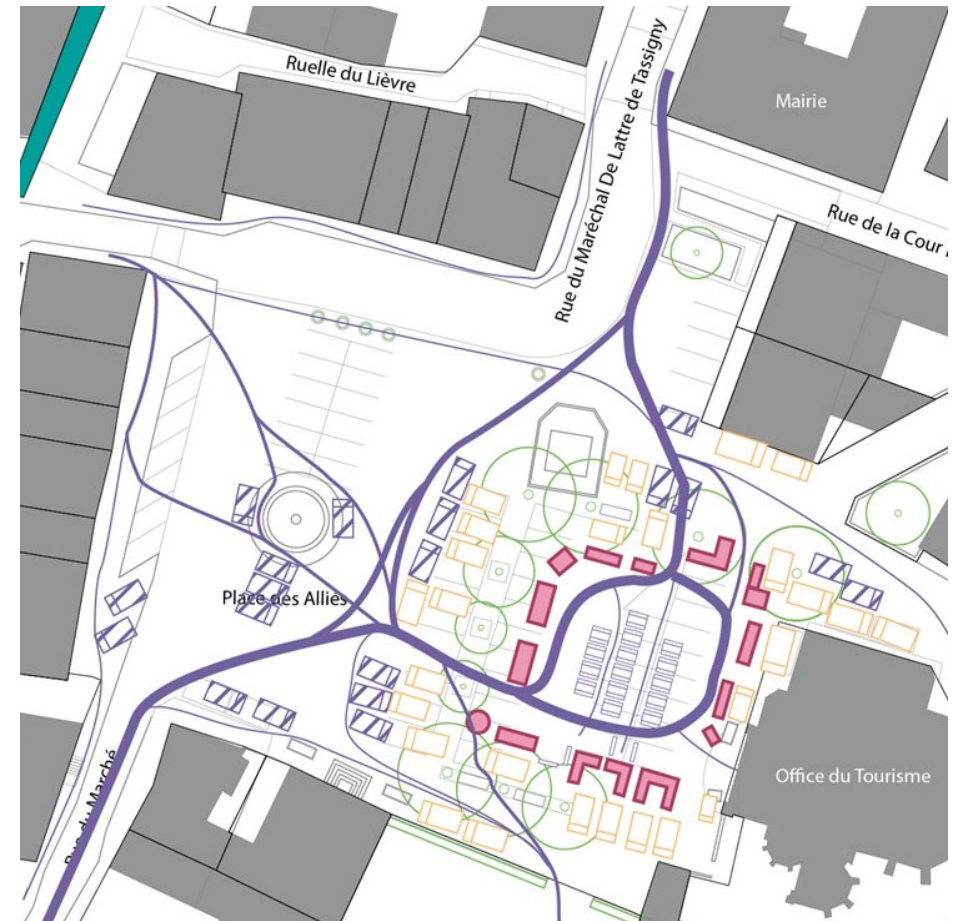 Ruelle du Lièvre
Rue du Maréchal De Lattre de Tassigny
Mairie
Rue de la Cour
Place des Alliés
Rue du Marché
Office du Tourisme